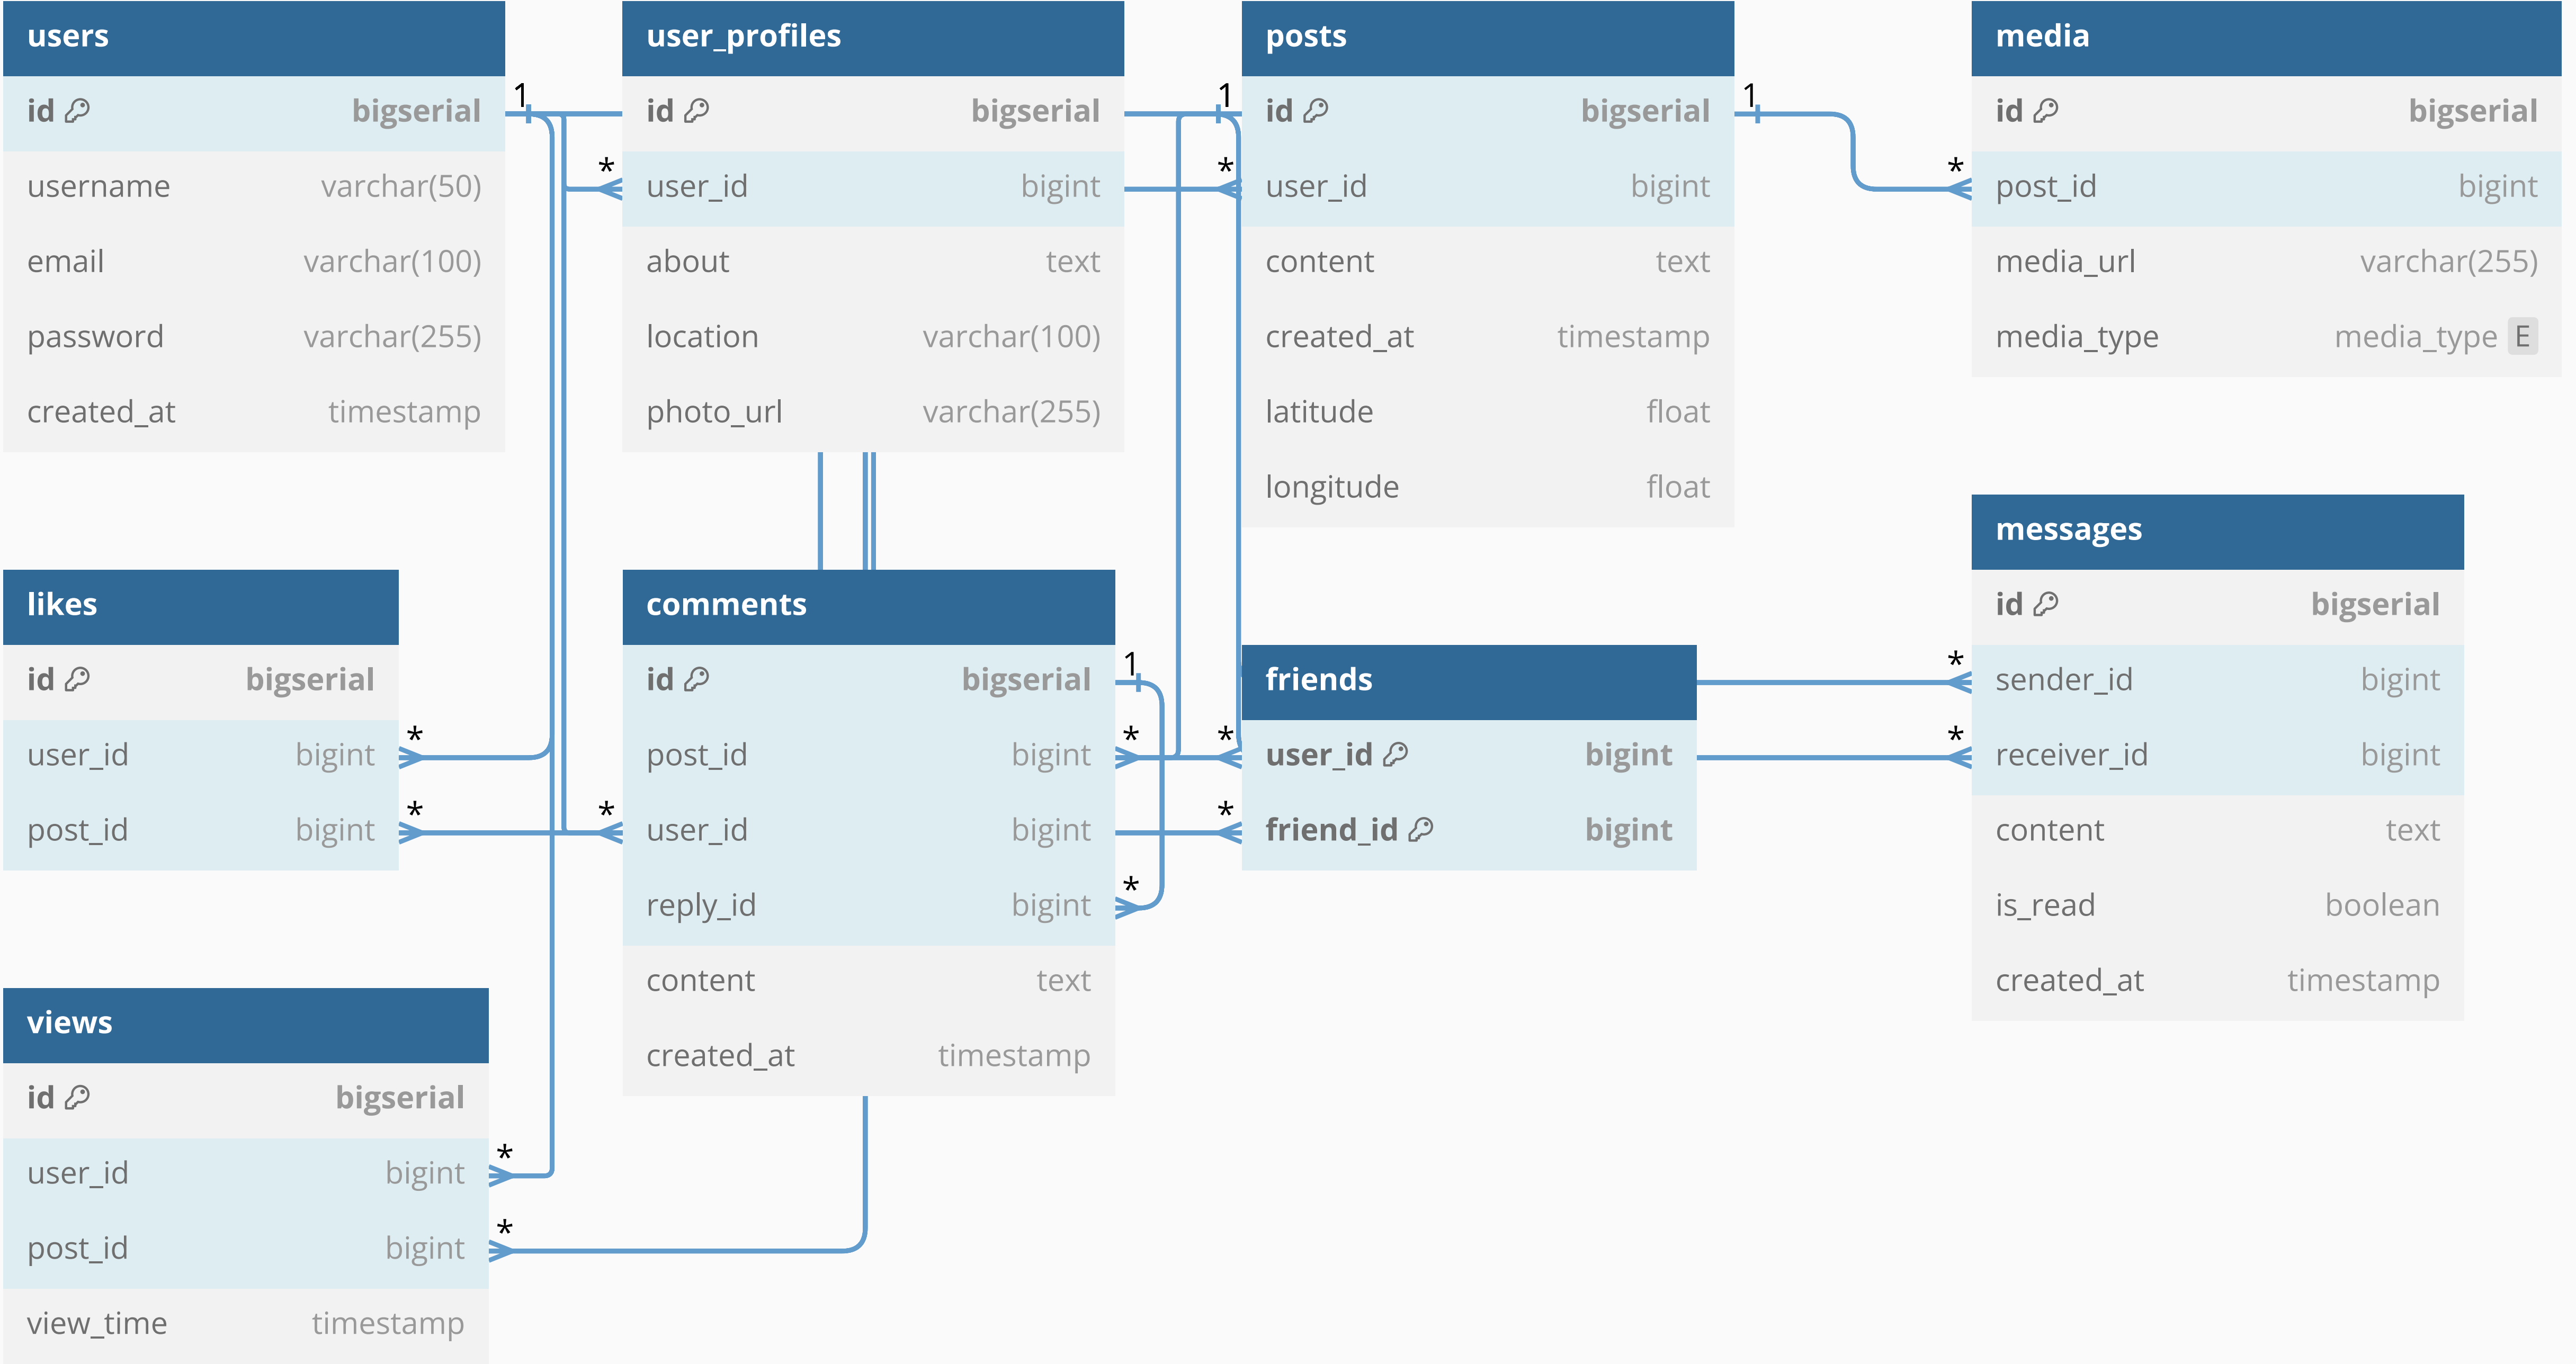 users
id bigserial
username varchar(50)
email varchar(100)
password varchar(255)
created_at timestamp
1
*
user_profiles
id bigserial
user_id bigint
about text
location varchar(100)
photo_url varchar(255)
1
*
posts
id bigserial
user_id bigint
content text
created_at timestamp
latitude float
longitude float
1
*
media
id bigserial
post_id bigint
media_url varchar(255)
media_type media_type E
likes
id bigserial
user_id bigint
post_id bigint
*
*
*
comments
id bigserial
post_id bigint
user_id bigint
reply_id bigint
content text
created_at timestamp
1
*
*
*
*
friends
user_id bigint
friend_id bigint
*
*
messages
id bigserial
sender_id bigint
receiver_id bigint
content text
is_read boolean
created_at timestamp
views
id bigserial
user_id bigint
post_id bigint
view_time timestamp
*
*